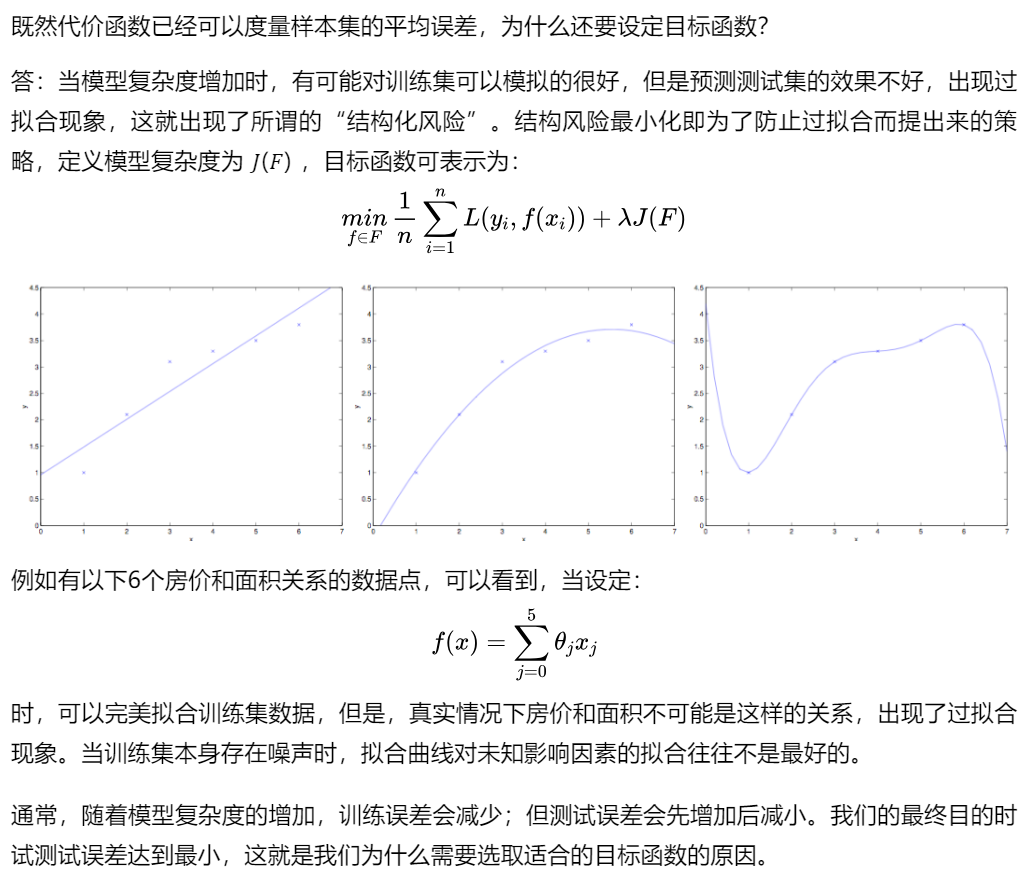 既然代价函数已经可以度量样本集的平均误差，为什么还要设定目标函数？
答：当模型复杂度增加时，有可能对训练集可以模拟的很好，但是预测测试集的效果不好，出现过
拟合现象，这就出现了所谓的“结构化风险”。结构风险最小化即为了防止过拟合而提出来的策
略，定义模型复杂度为 J(F) ，目标函数可表示为：
min_{f∈F} \frac{1}{n} \sum_{i=1}^{n} L(y_i, f(x_i)) + λJ(F)
4.5 4 3.5 3 2.5 2 1.5 1 0.5 0
y
0 1 2 3 4 5 6 7
x
4.5 4 3.5 3 2.5 2 1.5 1 0.5 0
y
0 1 2 3 4 5 6 7
x
4.5 4 3.5 3 2.5 2 1.5 1 0.5 0
y
0 1 2 3 4 5 6 7
x
例如有以下6个房价和面积关系的数据点，可以看到，当设定：
f(x) = \sum_{j=0}^{5} θ_j x_j
时，可以完美拟合训练集数据，但是，真实情况下房价和面积不可能是这样的关系，出现了过拟合
现象。当训练集本身存在噪声时，拟合曲线对未知影响因素的拟合往往不是最好的。
通常，随着模型复杂度的增加，训练误差会减少；但测试误差会先增加后减小。我们的最终目的时
试测试误差达到最小，这就是我们为什么需要选取适合的目标函数的原因。